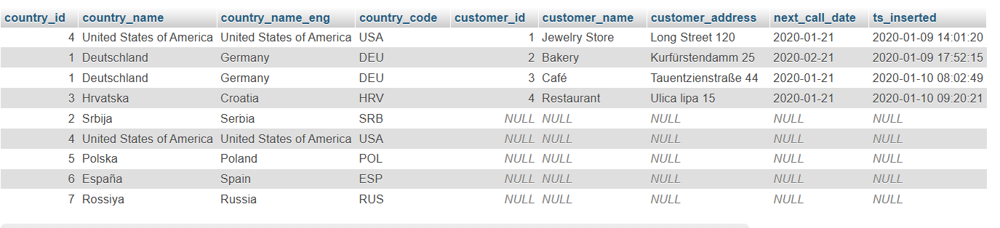 country_id country_name country_name_eng country_code customer_id customer_name customer_address next_call_date ts_inserted
4 United States of America United States of America USA 1 Jewelry Store Long Street 120 2020-01-21 2020-01-09 14:01:20
1 Deutschland Germany DEU 2 Bakery Kurfürstendamm 25 2020-02-21 2020-01-09 17:52:15
1 Deutschland Germany DEU 3 Café Tauentzienstraße 44 2020-01-21 2020-01-10 08:02:49
3 Hrvatska Croatia HRV 4 Restaurant Ulica lipa 15 2020-01-21 2020-01-10 09:20:21
2 Srbija Serbia SRB NULL NULL NULL NULL NULL
4 United States of America United States of America USA NULL NULL NULL NULL NULL
5 Polska Poland POL NULL NULL NULL NULL NULL
6 España Spain ESP NULL NULL NULL NULL NULL
7 Rossiya Russia RUS NULL NULL NULL NULL NULL